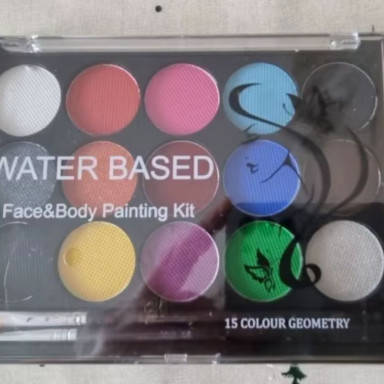 WATER BASED
Face&Body Painting Kit
15 COLOUR GEOMETRY